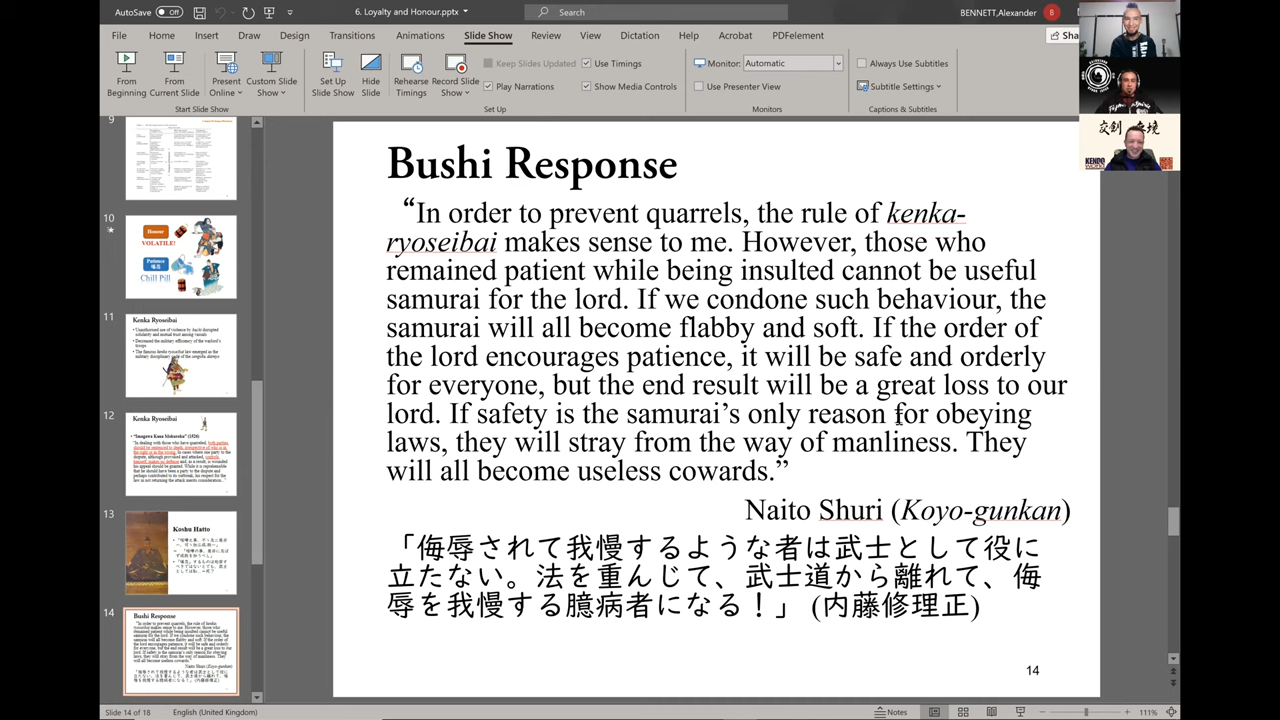 AutoSave Off 6. Loyalty and Honour.pptx Search BENNETT,Alexander B
File Home Insert Draw Design Transitions Animations Slide Show Review View Dictation Help Acrobat PDFelement Sha
From Beginning
From Current Slide
Present Online
Custom Slide Show
Set Up Slide Show
Hide Slide
Rehearse Timings
Record Slide Show
Keep Slides Updated
Play Narrations
Use Timings
Show Media Controls
Monitor: Automatic
Use Presenter View
Always Use Subtitles
Subtitle Settings
Start Slide Show Set Up Monitors Captions & Subtitles
9
10
Honour
VOLATILE!
Patience
Chill Pill
11
Kenka Ryoseibai
12
Kenka Ryoseibai
13
Koshu Hatto
14
Bushi Response
Bushi Response
“In order to prevent quarrels, the rule of kenka-
ryoseibai makes sense to me. However, those who
remained patient while being insulted cannot be useful
samurai for the lord. If we condone such behaviour, the
samurai will all become flabby and soft. If the order of
the lord encourages patience, it will be safe and orderly
for everyone, but the end result will be a great loss to our
lord. If safety is the samurai’s only reason for obeying
laws, they will stray from the way of manliness. They
will all become useless cowards.”
Naito Shuri (Koyo-gunkan)
「侮辱されて我慢するような者は武士として役に
立たない。法を重んじて、武士道から離れて、侮
辱を我慢する臆病者になる！」 (内藤修理正)
14
KENDO
Slide 14 of 18 English (United Kingdom) Notes 111%